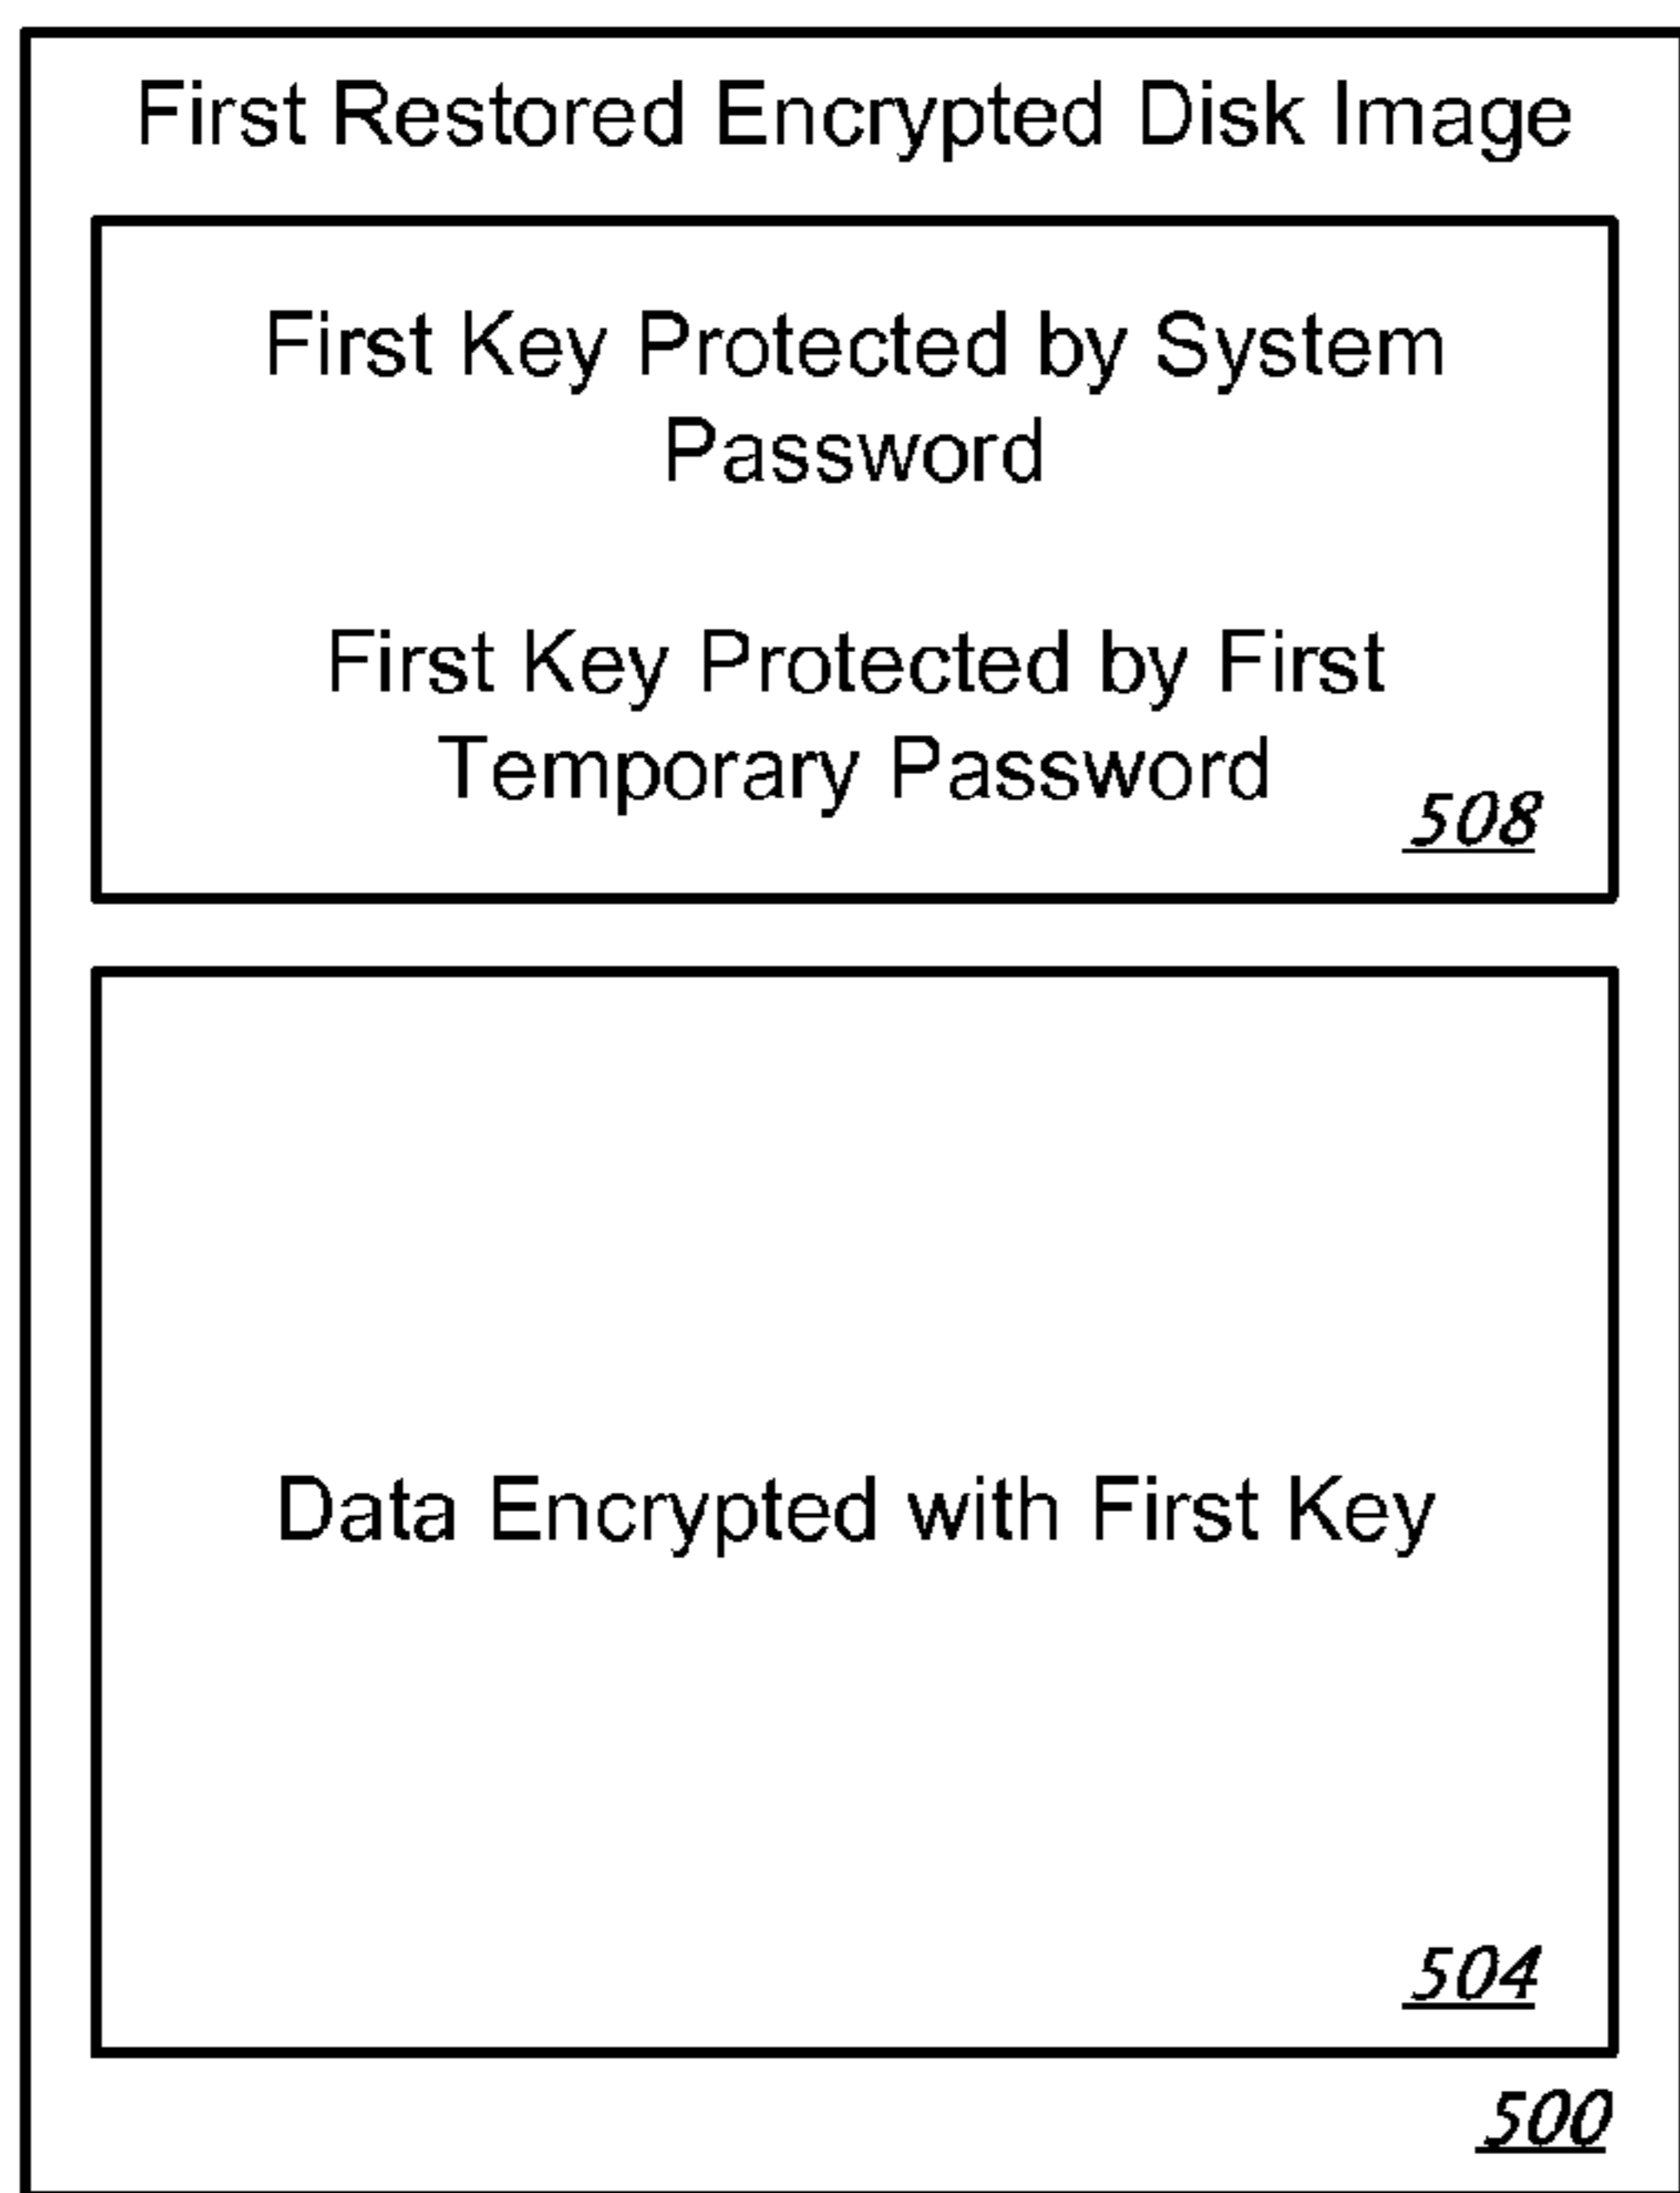 First Restored Encrypted Disk Image
First Key Protected by System
Password
First Key Protected by First
Temporary Password
508
Data Encrypted with First Key
504
500